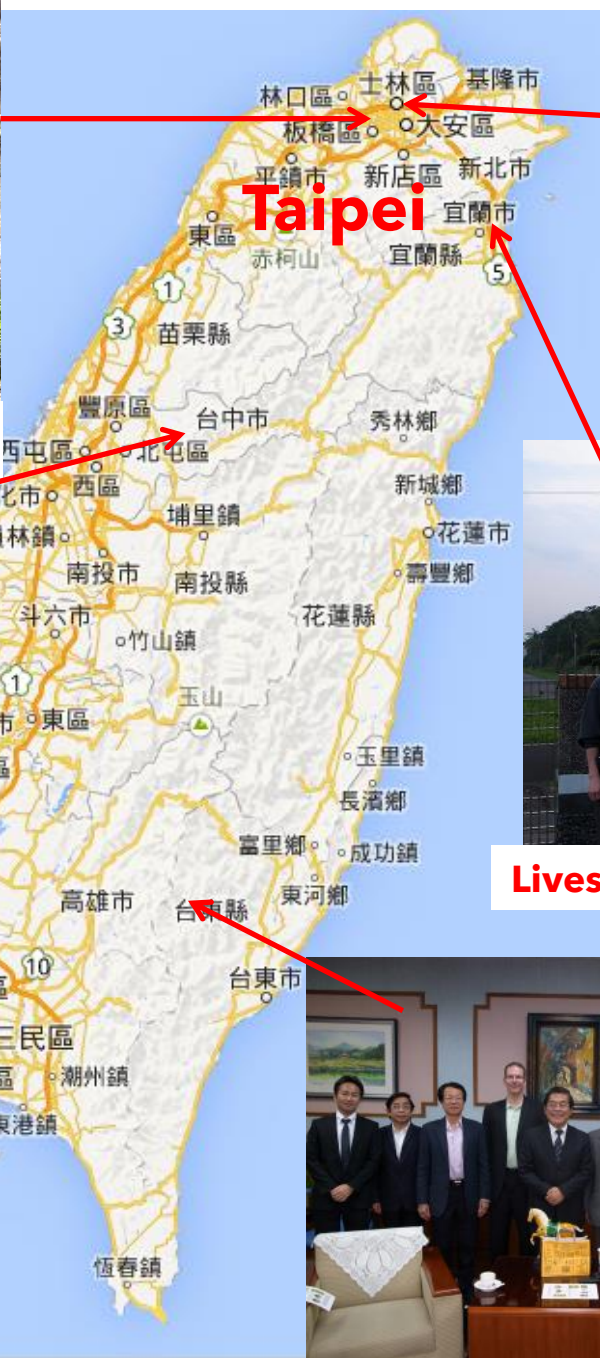 士林區
基隆市
林口區
大安區
板橋區
新北市
平鎮市
新店區
Taipei
宜蘭市
東區
赤柯山
宜蘭縣
5
1
3
苗栗縣
豐原區
台中市
秀林鄉
西屯區
北屯區
西區
新城鄉
化市
埔里鎮
花蓮市
林鎮
南投市
南投縣
壽豐鄉
斗六市
花蓮縣
竹山鎮
1
玉山
市
東區
區
玉里鎮
長濱鄉
富里鄉
成功鎮
Lives
高雄市
台東縣
東河鄉
10
台東市
區
三民區
區
潮州鎮
東港鎮
恆春鎮